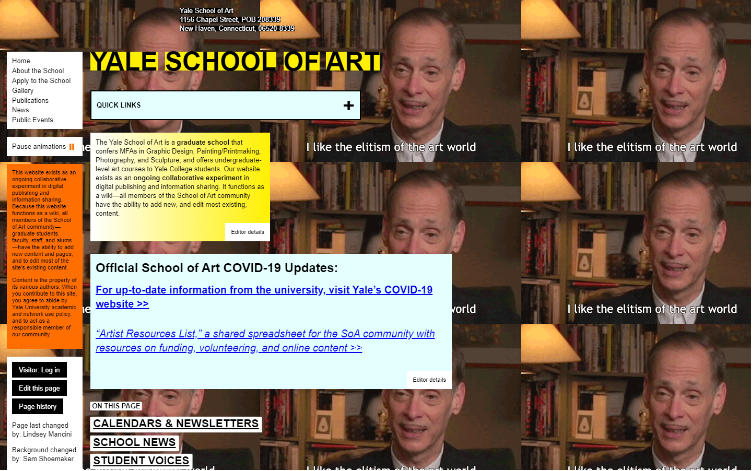 Yale School of Art
1156 Chapel Street, POB 208339
New Haven, Connecticut, 06520-8339
YALE SCHOOL OF ART
Home
About the School
Apply to the School
Gallery
Publications
News
Public Events
Pause animations
QUICK LINKS +
This website exists as an
ongoing collaborative
experiment in digital
publishing and
information sharing.
Because this website
functions as a wiki, all
members of the School
of Art community—
graduate students,
faculty, staff, and alums
—have the ability to add
new content and pages,
and to edit most of the
site's existing content.
Content is the property of
its various authors. When
you contribute to this site,
you agree to abide by
Yale University academic
and network use policy,
and to act as a
responsible member of
our community.
Visitor: Log in
Edit this page
Page history
Page last changed
by: Lindsey Mancini
Background changed
by: Sam Shoemaker
The Yale School of Art is a graduate school that
confers MFAs in Graphic Design, Painting/Printmaking,
Photography, and Sculpture; and offers undergraduate-
level art courses to Yale College students. Our website
exists as an ongoing collaborative experiment in
digital publishing and information sharing. It functions as
a wiki—all members of the School of Art community
have the ability to add new, and edit most existing,
content.
Editor details
Official School of Art COVID-19 Updates:
For up-to-date information from the university, visit Yale's COVID-19
website >>
“Artist Resources List,” a shared spreadsheet for the SoA community with
resources on funding, volunteering, and online content >>
Editor details
ON THIS PAGE
CALENDARS & NEWSLETTERS
SCHOOL NEWS
STUDENT VOICES
I like the elitism of the art world
I like the elitism of the art world
I like the elitism of the art world
I like the elitism of the art world
I like the elitism of the art world